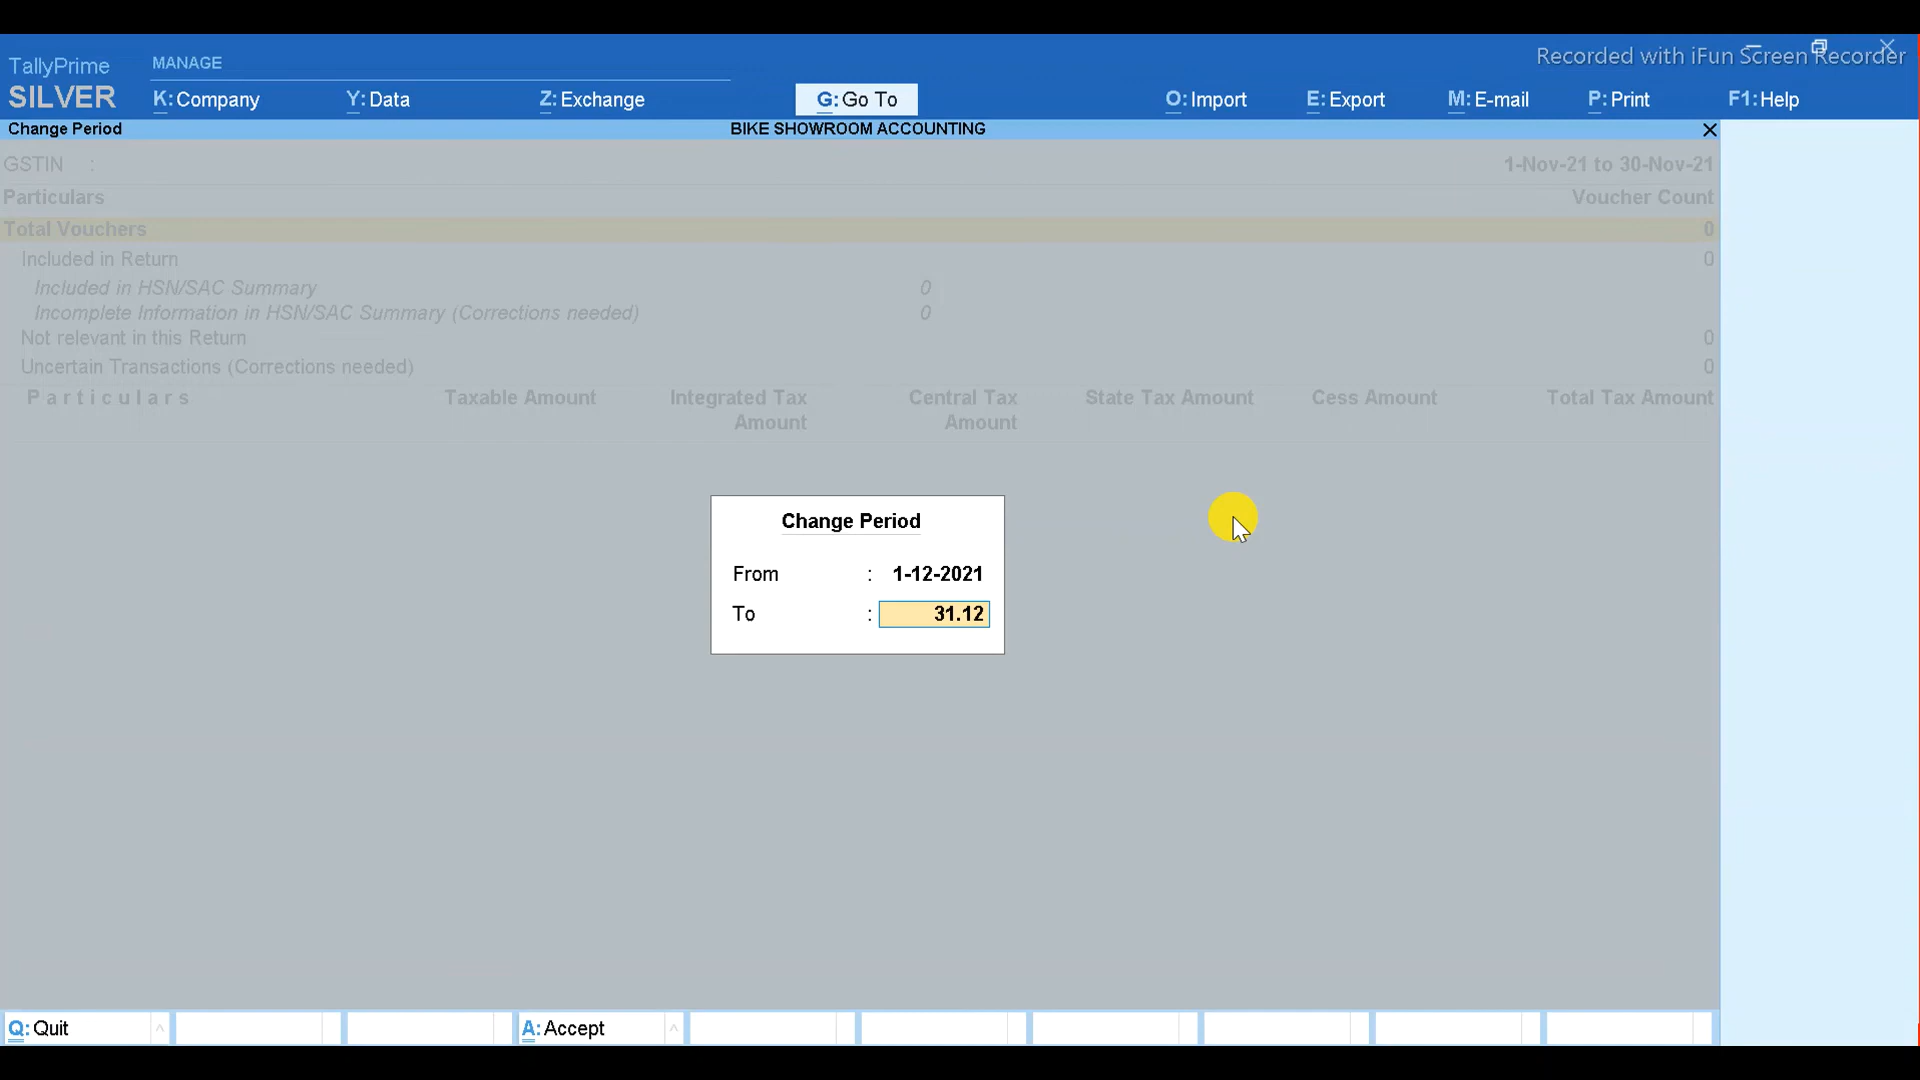 Recorded with iFun Screen Recorder
TallyPrime
SILVER
MANAGE
K: Company
Y: Data
Z: Exchange
G: Go To
O: Import
E: Export
M: E-mail
P: Print
F1: Help
Change Period
BIKE SHOWROOM ACCOUNTING
GSTIN :
1-Nov-21 to 30-Nov-21
Particulars
Voucher Count
Total Vouchers 0
Included in Return 0
Included in HSN/SAC Summary 0
Incomplete Information in HSN/SAC Summary (Corrections needed) 0
Not relevant in this Return 0
Uncertain Transactions (Corrections needed) 0
Particulars
Taxable Amount
Integrated Tax
Amount
Central Tax
Amount
State Tax Amount
Cess Amount
Total Tax Amount
Change Period
From : 1-12-2021
To : 31.12
Q: Quit
A: Accept